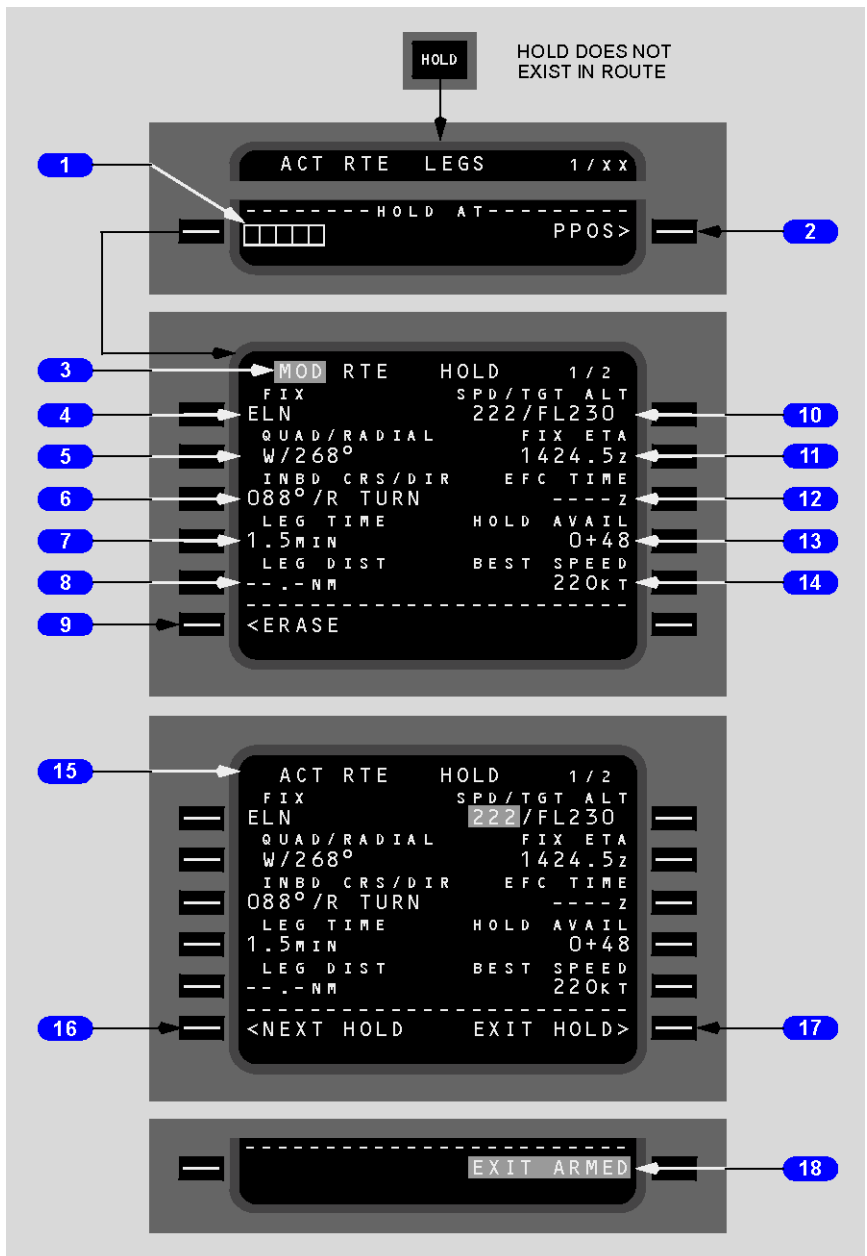 HOLD
HOLD DOES NOT
EXIST IN ROUTE
ACT RTE LEGS 1/XX
1
--------HOLD AT--------
PPOS>
2
3
MOD RTE HOLD 1/2
FIX SPD/TGT ALT
4
ELN 222/FL230
10
QUAD/RADIAL FIX ETA
5
W/268° 1424.5z
11
INBD CRS/DIR EFC TIME
6
088°/R TURN ----z
12
LEG TIME HOLD AVAIL
7
1.5MIN 0+48
13
LEG DIST BEST SPEED
8
--.-NM 220KT
14
------------------------
9
<ERASE
15
ACT RTE HOLD 1/2
FIX SPD/TGT ALT
ELN 222/FL230
QUAD/RADIAL FIX ETA
W/268° 1424.5z
INBD CRS/DIR EFC TIME
088°/R TURN ----z
LEG TIME HOLD AVAIL
1.5MIN 0+48
LEG DIST BEST SPEED
--.-NM 220KT
------------------------
16
<NEXT HOLD EXIT HOLD>
17
------------------------
EXIT ARMED
18